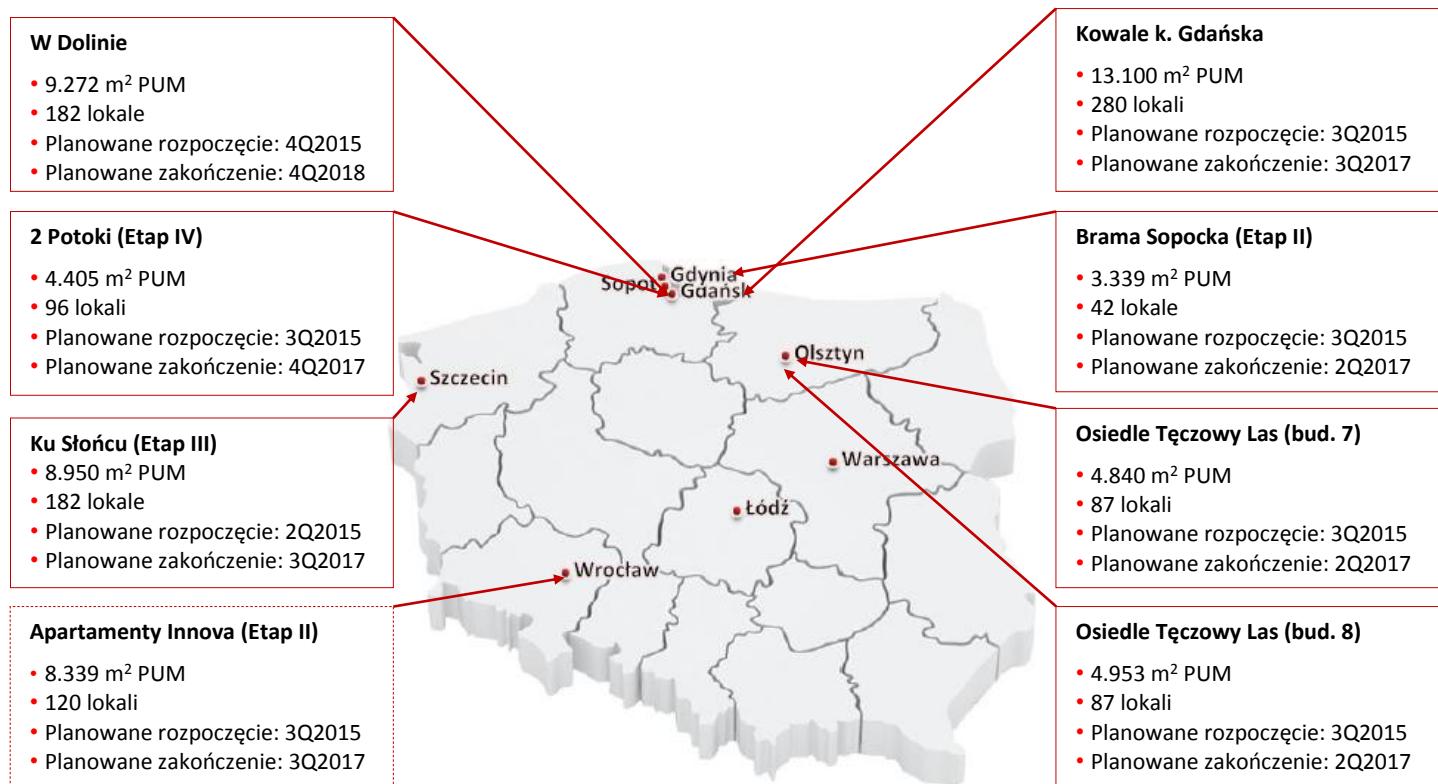 W Dolinie
• 9.272 m² PUM
• 182 lokale
• Planowane rozpoczęcie: 4Q2015
• Planowane zakończenie: 4Q2018
2 Potoki (Etap IV)
• 4.405 m² PUM
• 96 lokali
• Planowane rozpoczęcie: 3Q2015
• Planowane zakończenie: 4Q2017
Ku Słońcu (Etap III)
• 8.950 m² PUM
• 182 lokale
• Planowane rozpoczęcie: 2Q2015
• Planowane zakończenie: 3Q2017
Apartamenty Innova (Etap II)
• 8.339 m² PUM
• 120 lokali
• Planowane rozpoczęcie: 3Q2015
• Planowane zakończenie: 3Q2017
Gdynia
Sopot
Gdańsk
Olsztyn
Szczecin
Warszawa
Łódź
Wrocław
Kowale k. Gdańska
• 13.100 m² PUM
• 280 lokali
• Planowane rozpoczęcie: 3Q2015
• Planowane zakończenie: 3Q2017
Brama Sopocka (Etap II)
• 3.339 m² PUM
• 42 lokale
• Planowane rozpoczęcie: 3Q2015
• Planowane zakończenie: 2Q2017
Osiedle Tęczowy Las (bud. 7)
• 4.840 m² PUM
• 87 lokali
• Planowane rozpoczęcie: 3Q2015
• Planowane zakończenie: 2Q2017
Osiedle Tęczowy Las (bud. 8)
• 4.953 m² PUM
• 87 lokali
• Planowane rozpoczęcie: 3Q2015
• Planowane zakończenie: 2Q2017